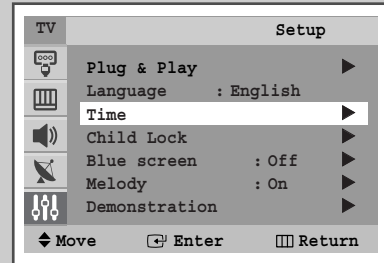 TV Setup
Plug & Play
Language : English
Time
Child Lock
Blue screen : Off
Melody : On
Demonstration
Move Enter Return